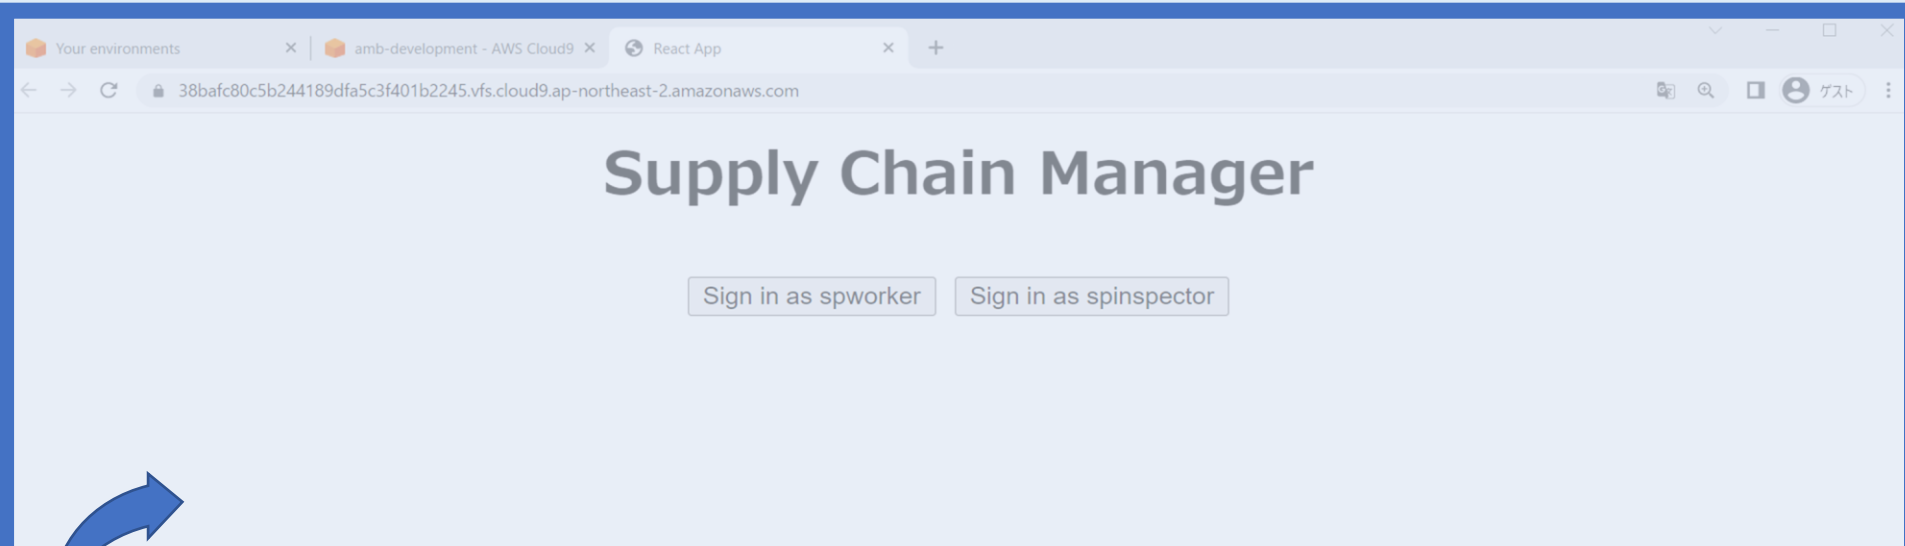 Your environments
amb-development - AWS Cloud9
React App
38bafc80c5b244189dfa5c3f401b2245.vfs.cloud9.ap-northeast-2.amazonaws.com
ゲスト
Supply Chain Manager
Sign in as spworker
Sign in as spinspector